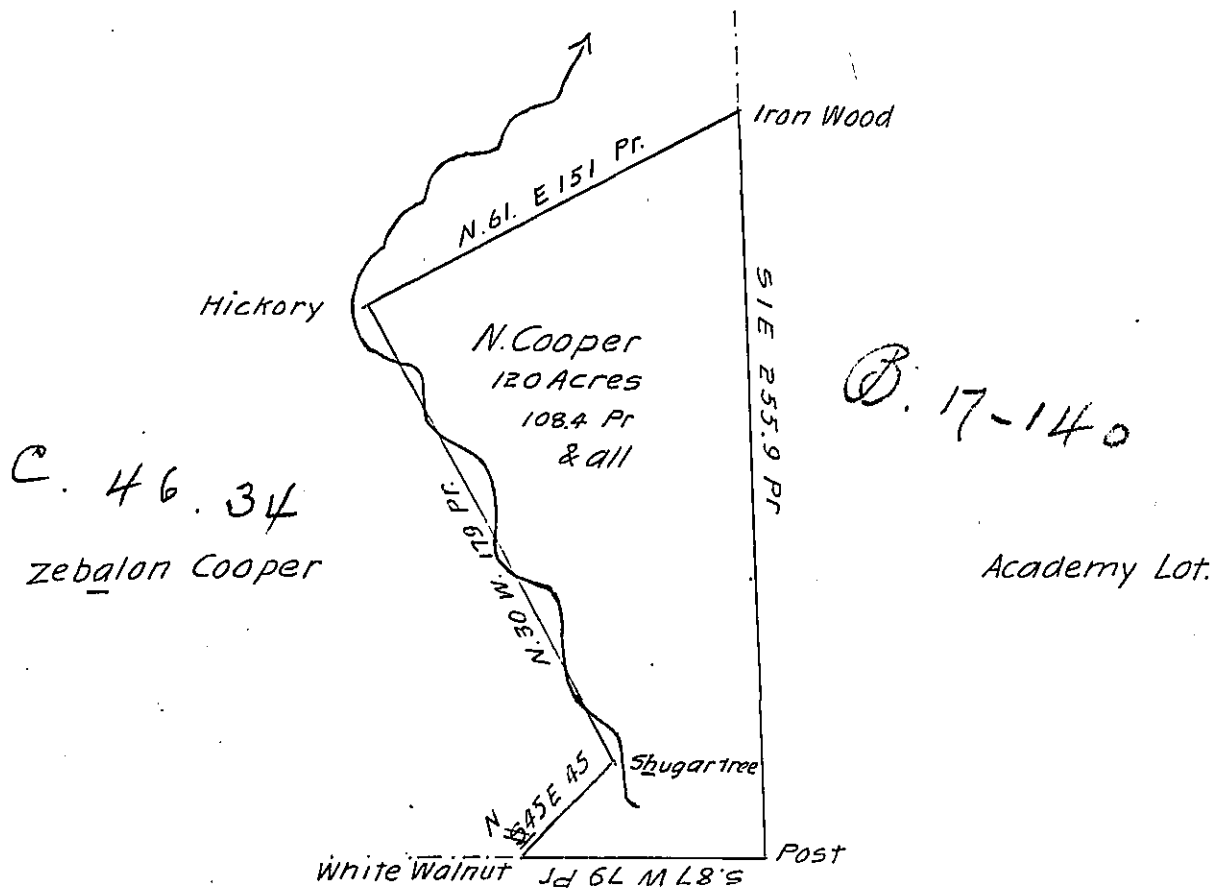 Iron Wood
N.61. E 151 Pr.
Hickory
N.Cooper
120 Acres
108.4 Pr
& all
S 1 E 255.9 Pr
B. 17-140
C. 46.34
Zebalon Cooper
Academy Lot.
N.30 W. 179 Pr.
Shugartree
N 45 E 45
White Walnut
Post
S.87 W 79 Pr